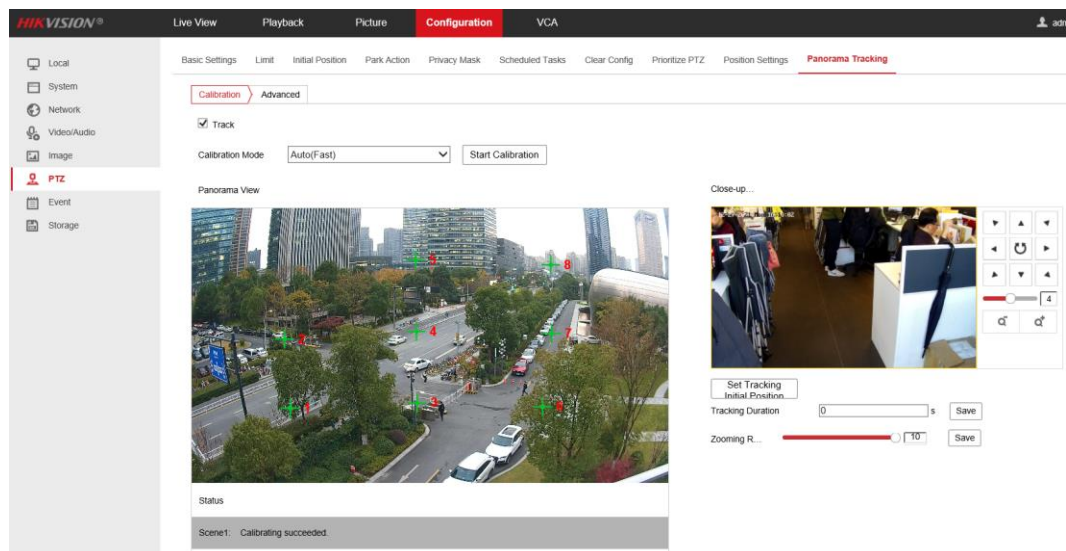 HIKVISION®
Live View Playback Picture Configuration VCA
Local
System
Network
Video/Audio
Image
PTZ
Event
Storage
Basic Settings Limit Initial Position Park Action Privacy Mask Scheduled Tasks Clear Config Prioritize PTZ Position Settings Panorama Tracking
Calibration Advanced
Track
Calibration Mode Auto(Fast) Start Calibration
Panorama View
5 8
2 4 7
1 3 6
Status
Scene1: Calibrating succeeded.
Close-up...
4
Set Tracking
Initial Position
Tracking Duration 0 s Save
Zooming R... 10 Save